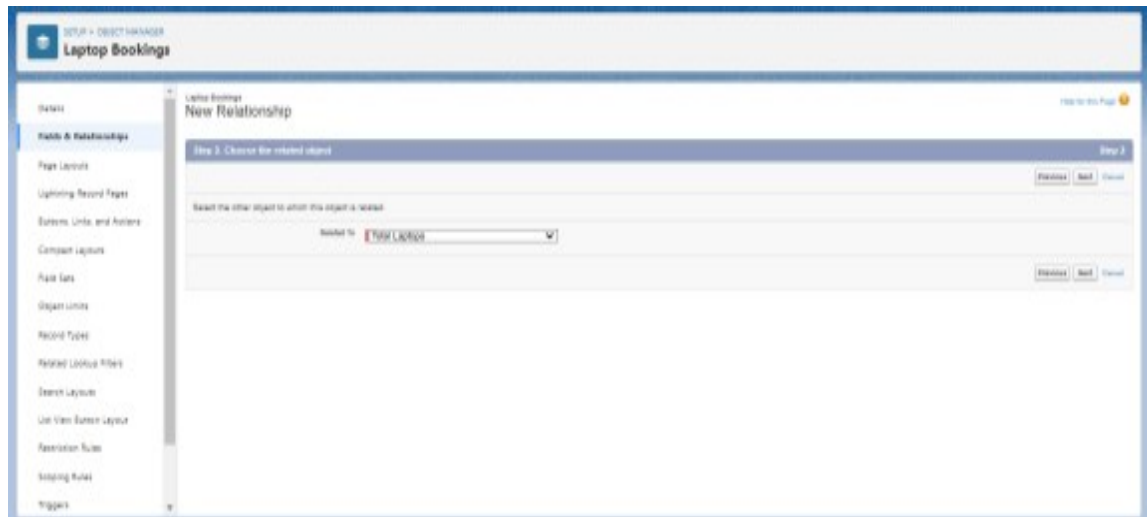 SETUP > OBJECT MANAGER
Laptop Bookings
Details
Fields & Relationships
Page Layouts
Lightning Record Pages
Buttons, Links, and Actions
Compact Layouts
Field Sets
Object Limits
Record Types
Related Lookup Filters
Search Layouts
List View Button Layout
Restriction Rules
Scoping Rules
Triggers
Laptop Bookings
New Relationship
Help for this Page
Step 2. Choose the related object Step 2
Previous Next Cancel
Select the other object to which this object is related.
Related To Total Laptops
Previous Next Cancel